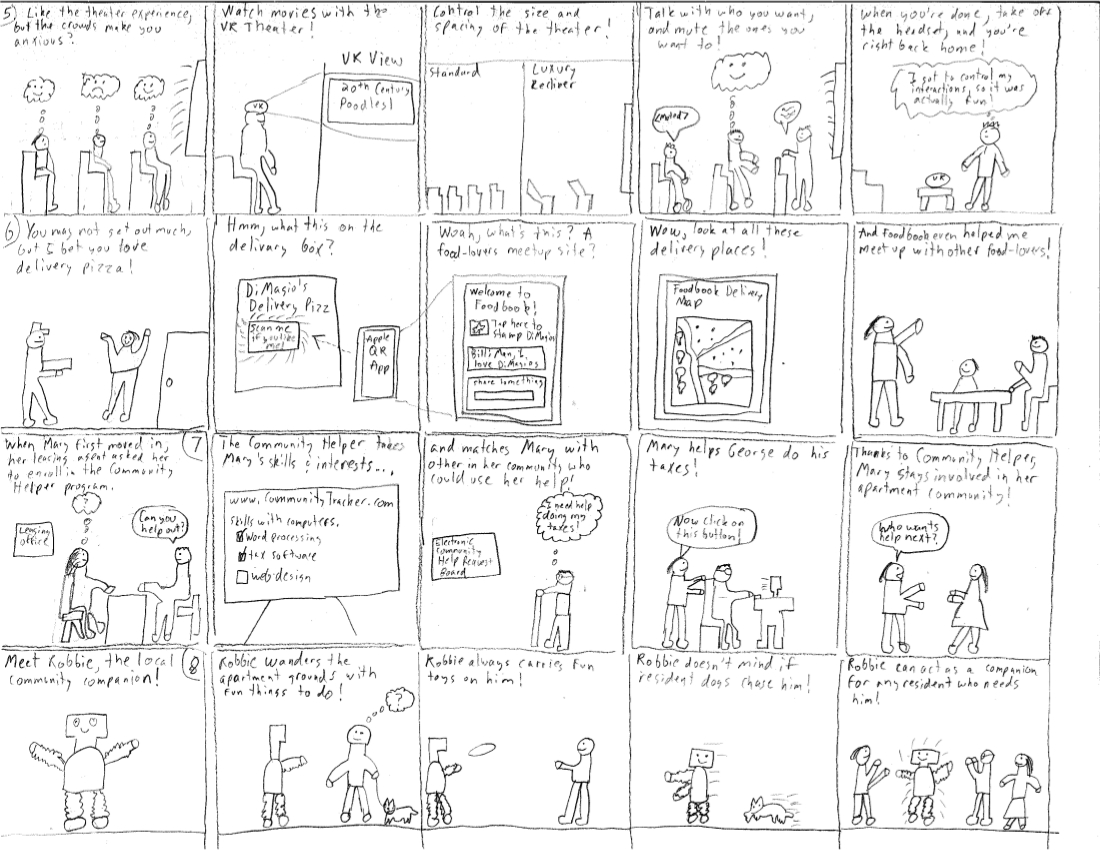 5) Like the theater experience,
but the crowds make you
anxious?
Watch movies with the
VR Theater!
VR View
20th Century
Poodles!
VR
Control the size and
spacing of the theater!
Standard
Luxury
Recliner
Talk with who you want,
and mute the ones you
want to!
When you're done, take off
the headset, and you're
right back home!
I got to control my
interactions, so it was
actually fun!
VR
6) You may not get out much,
but I bet you love
delivery pizza!
Hmm, what this on the
delivary box?
DiMagio's
Delivery Pizz
Scan me
if you like
me!
Apple
QR
App
Woah, what's this? A
food-lovers meetup site?
Welcome to
Foodbook!
Tap here to
stamp DiMagios
Bill: Man, I
love DiMagios
share something
Wow, look at all these
delivery places!
Foodbook Delivery
Map
And Foodbook even helped me
meet up with other food-lovers!
7
When Mary first moved in,
her leasing agent asked her
to enroll in the Community
Helper program.
?
Leasing
office
Can you
help out?
The Community Helper takes
Mary's skills & interests...
www.CommunityTracker.com
Skills with computers.
Word processing
tax software
web design
and matches Mary with
other in her community who
could use her help!
I need help
doing my
taxes!
Electronic
Community
Help Request
Board
Mary helps George do his
taxes!
Now click on
this button!
Thanks to Community Helper,
Mary stays involved in her
apartment community!
Who wants
help next?
8
Meet Robbie, the local
community companion!
Robbie wanders the
apartment grounds with
fun things to do!
?
Robbie always carries fun
toys on him!
Robbie doesn't mind if
resident dogs chase him!
Robbie can act as a companion
for any resident who needs
him!